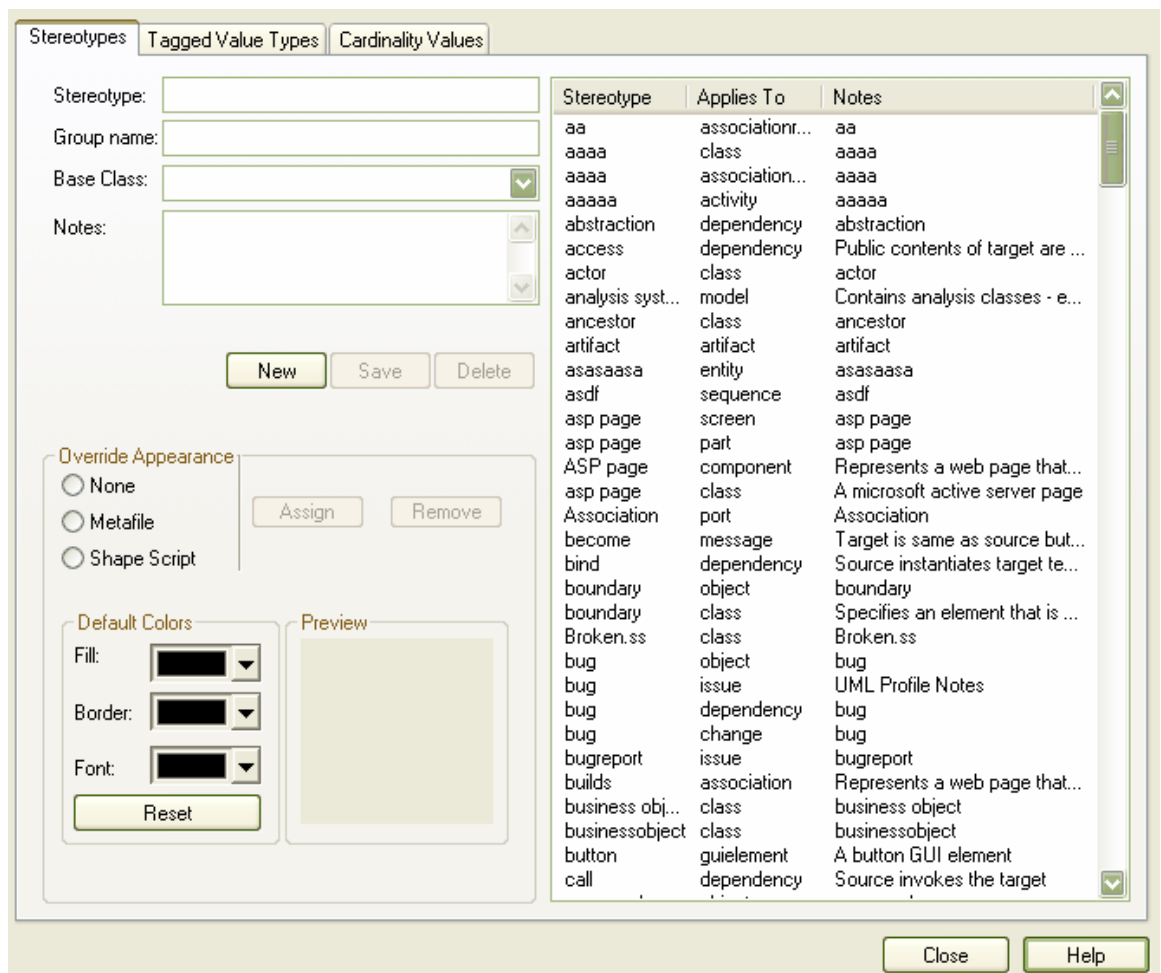 Stereotypes Tagged Value Types Cardinality Values
Stereotype:
Group name:
Base Class:
Notes:
New Save Delete
Override Appearance
None
Metafile
Shape Script
Assign Remove
Default Colors
Fill:
Border:
Font:
Reset
Preview
Stereotype Applies To Notes
aa associationr... aa
aaaa class aaaa
aaaa association... aaaa
aaaaa activity aaaaa
abstraction dependency abstraction
access dependency Public contents of target are ...
actor class actor
analysis syst... model Contains analysis classes - e...
ancestor class ancestor
artifact artifact artifact
asasaasa entity asasaasa
asdf sequence asdf
asp page screen asp page
asp page part asp page
ASP page component Represents a web page that...
asp page class A microsoft active server page
Association port Association
become message Target is same as source but...
bind dependency Source instantiates target te...
boundary object boundary
boundary class Specifies an element that is ...
Broken.ss class Broken.ss
bug object bug
bug issue UML Profile Notes
bug dependency bug
bug change bug
bugreport issue bugreport
builds association Represents a web page that...
business obj... class business object
businessobject class businessobject
button guielement A button GUI element
call dependency Source invokes the target
Close Help